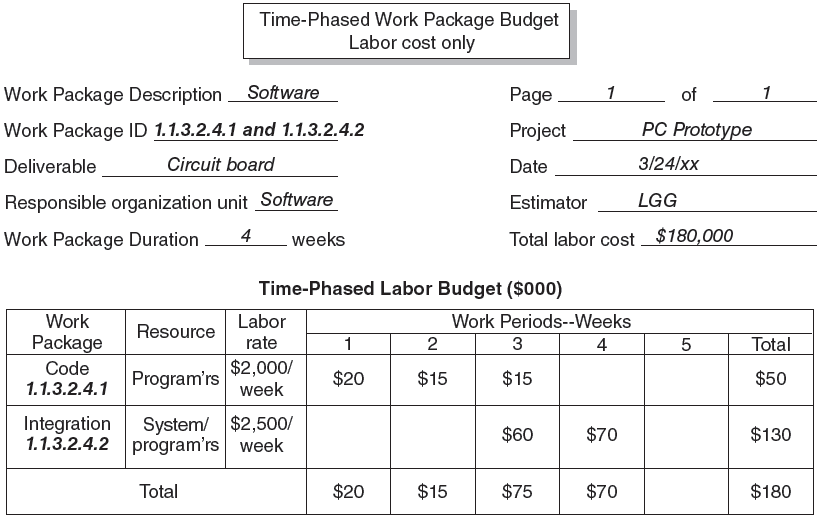 Time-Phased Work Package Budget
Labor cost only
Work Package Description Software
Page 1 of 1
Work Package ID 1.1.3.2.4.1 and 1.1.3.2.4.2
Project PC Prototype
Deliverable Circuit board
Date 3/24/xx
Responsible organization unit Software
Estimator LGG
Work Package Duration 4 weeks
Total labor cost $180,000
Time-Phased Labor Budget ($000)
Work Package Resource Labor rate Work Periods--Weeks
1 2 3 4 5 Total
Code 1.1.3.2.4.1 Program'rs $2,000/ week $20 $15 $15 $50
Integration 1.1.3.2.4.2 System/ program'rs $2,500/ week $60 $70 $130
Total $20 $15 $75 $70 $180